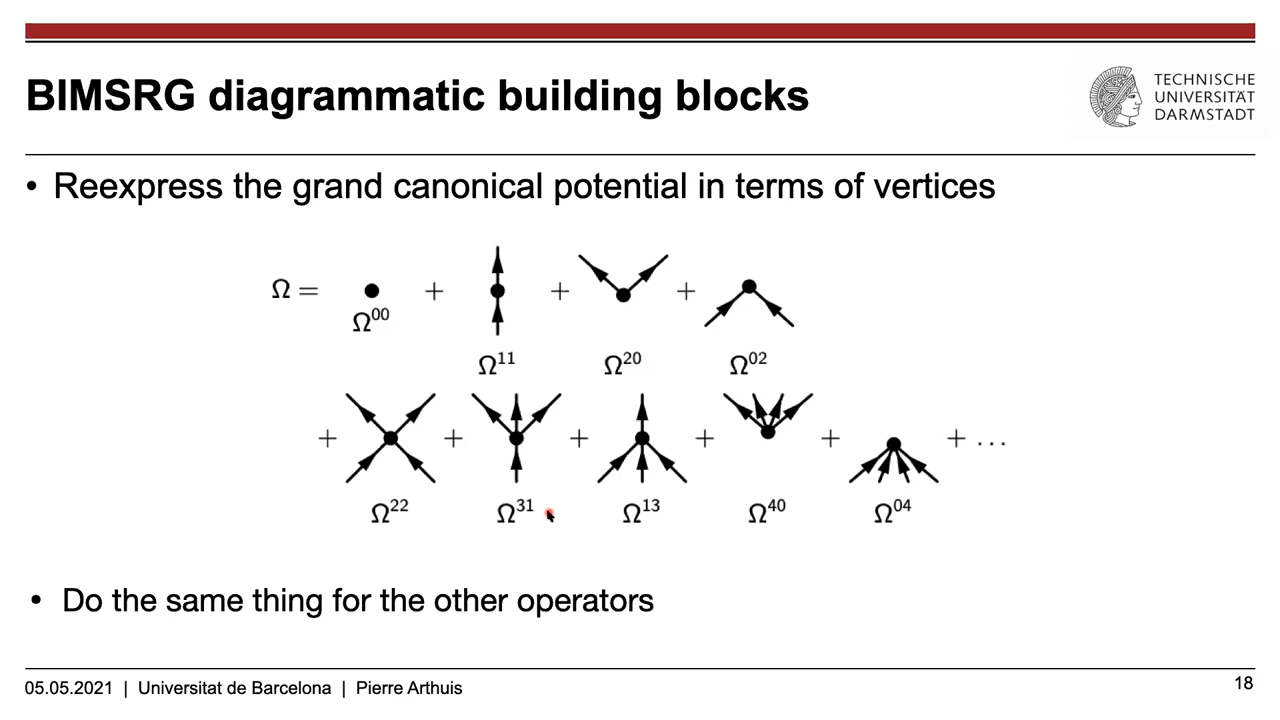 BIMSRG diagrammatic building blocks
TECHNISCHE
UNIVERSITÄT
DARMSTADT
• Reexpress the grand canonical potential in terms of vertices
Ω = + + +
Ω⁰⁰
Ω¹¹ Ω²⁰ Ω⁰²
+ + + + + + ...
Ω²² Ω³¹ Ω¹³ Ω⁴⁰ Ω⁰⁴
• Do the same thing for the other operators
05.05.2021 | Universitat de Barcelona | Pierre Arthuis
18